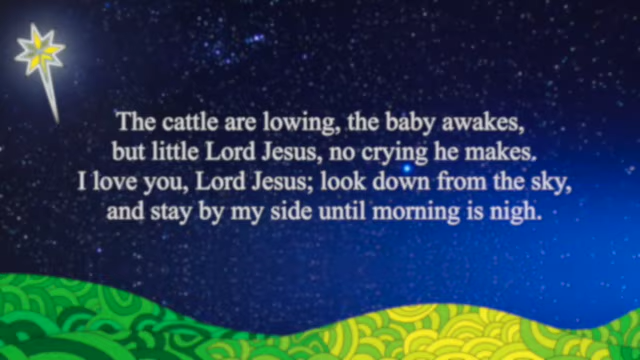 The cattle are lowing, the baby awakes,
but little Lord Jesus, no crying he makes.
I love you, Lord Jesus; look down from the sky,
and stay by my side until morning is nigh.